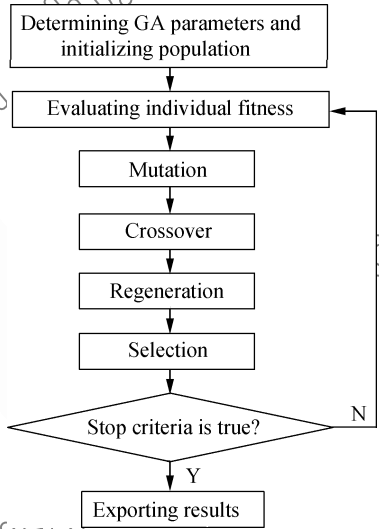 Determining GA parameters and
initializing population
Evaluating individual fitness
Mutation
Crossover
Regeneration
Selection
Stop criteria is true?
N
Y
Exporting results